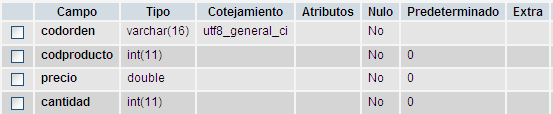 Campo Tipo Cotejamiento Atributos Nulo Predeterminado Extra
codorden varchar(16) utf8_general_ci No
codproducto int(11) No 0
precio double No 0
cantidad int(11) No 0